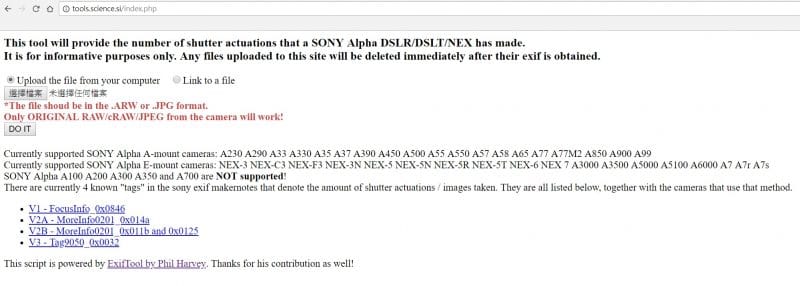 tools.science.si/index.php
This tool will provide the number of shutter actuations that a SONY Alpha DSLR/DSLT/NEX has made.
It is for informative purposes only. Any files uploaded to this site will be deleted immediately after their exif is obtained.
Upload the file from your computer Link to a file
選擇檔案 未選擇任何檔案
*The file shoud be in the .ARW or .JPG format.
Only ORIGINAL RAW/cRAW/JPEG from the camera will work!
DO IT
Currently supported SONY Alpha A-mount cameras: A230 A290 A33 A330 A35 A37 A390 A450 A500 A55 A550 A57 A58 A65 A77 A77M2 A850 A900 A99
Currently supported SONY Alpha E-mount cameras: NEX-3 NEX-C3 NEX-F3 NEX-3N NEX-5 NEX-5N NEX-5R NEX-5T NEX-6 NEX 7 A3000 A3500 A5000 A5100 A6000 A7 A7r A7s
SONY Alpha A100 A200 A300 A350 and A700 are NOT supported!
There are currently 4 known "tags" in the sony exif makernotes that denote the amount of shutter actuations / images taken. They are all listed below, together with the cameras that use that method.
V1 - FocusInfo_0x0846
V2A - MoreInfo0201_0x014a
V2B - MoreInfo0201_0x011b and 0x0125
V3 - Tag9050_0x0032
This script is powered by ExifTool by Phil Harvey. Thanks for his contribution as well!